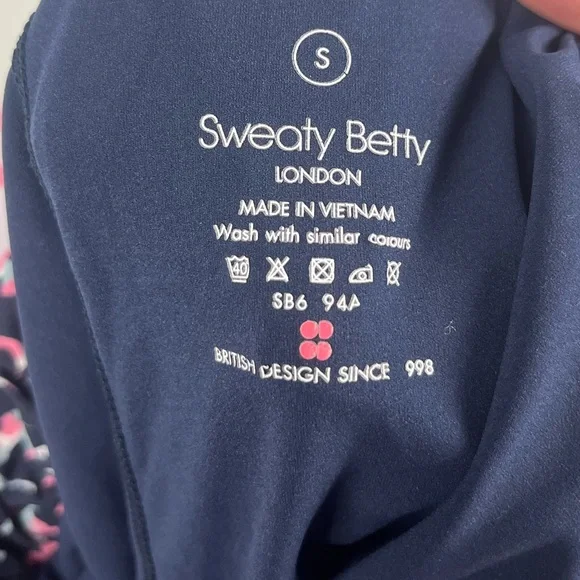 S
Sweaty Betty
LONDON
MADE IN VIETNAM
Wash with similar colours
40
SB6 94A
BRITISH DESIGN SINCE 998